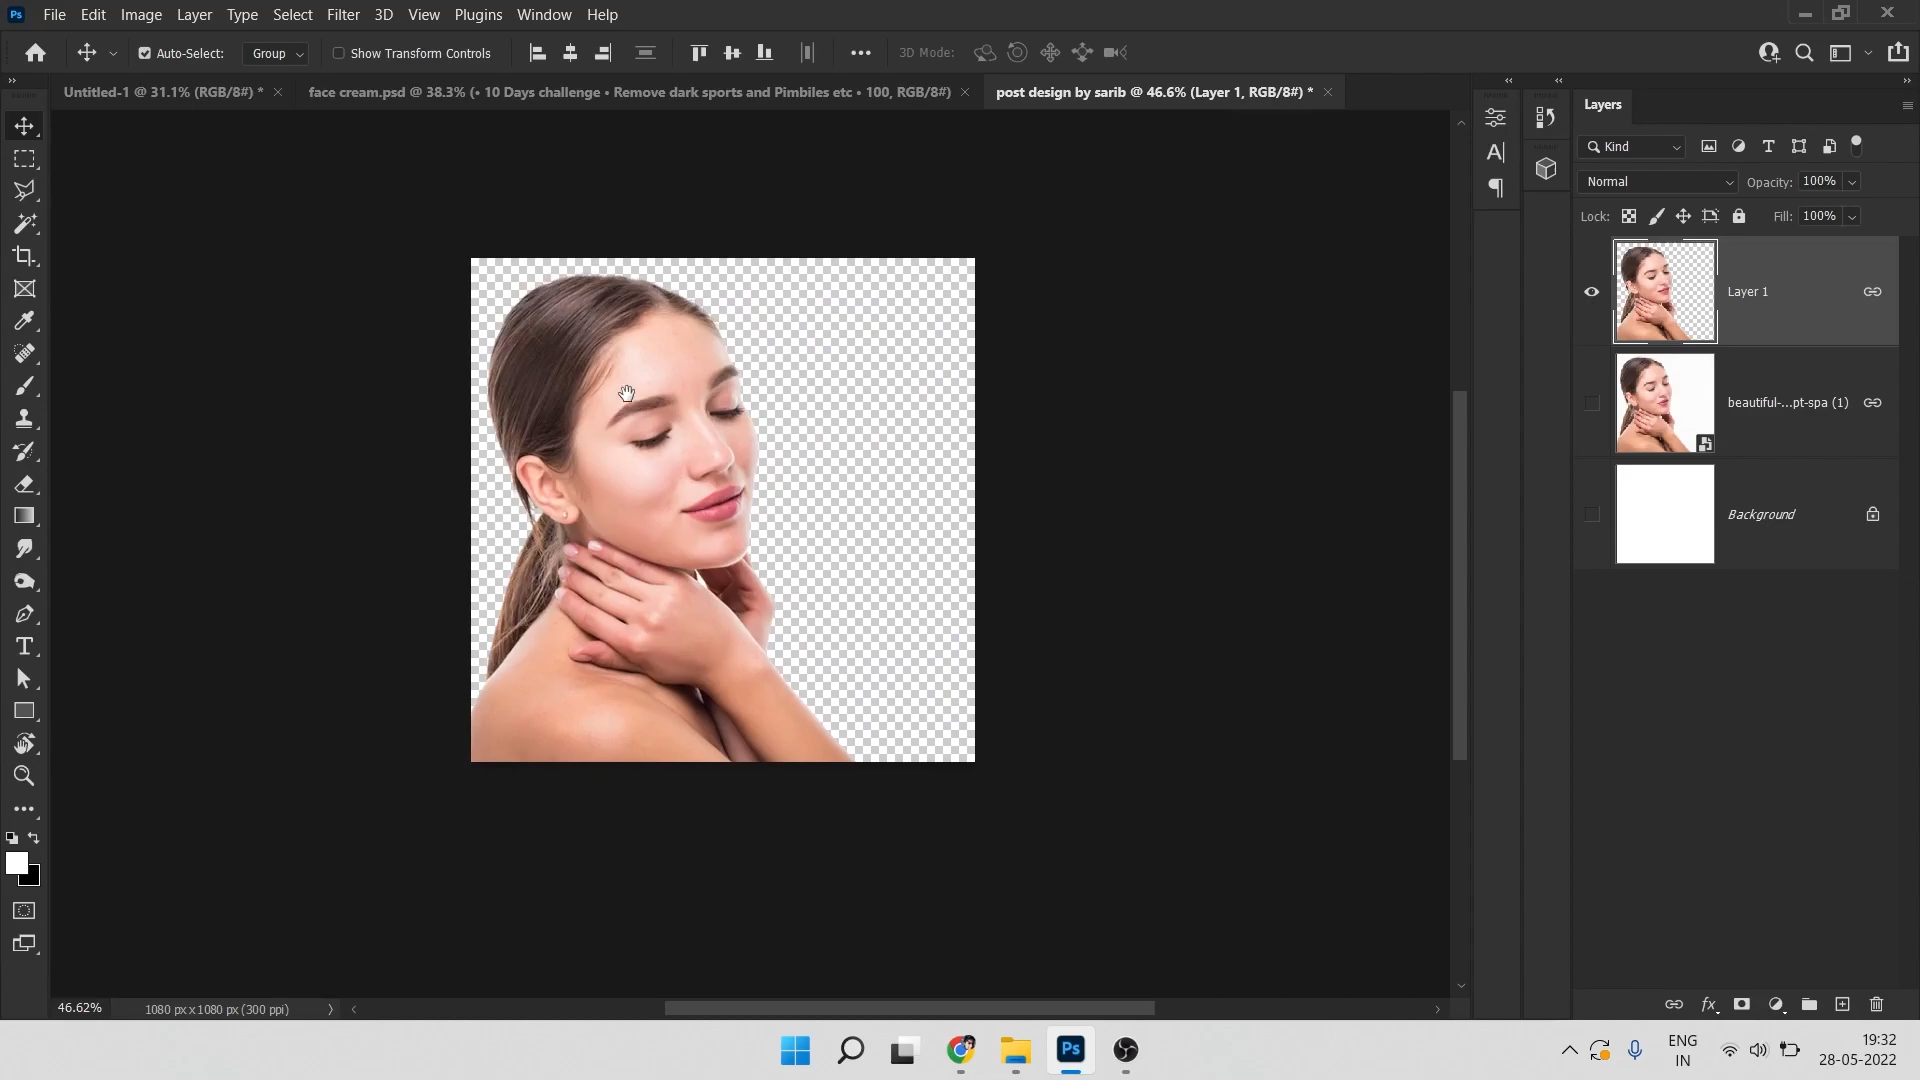 Ps File Edit Image Layer Type Select Filter 3D View Plugins Window Help
Auto-Select: Group Show Transform Controls 3D Mode:
Untitled-1 @ 31.1% (RGB/8#) * face cream.psd @ 38.3% (• 10 Days challenge • Remove dark sports and Pimbiles etc • 100, RGB/8#) post design by sarib @ 46.6% (Layer 1, RGB/8#) *
Layers
Kind
Normal Opacity: 100%
Lock: Fill: 100%
Layer 1
beautiful-...pt-spa (1)
Background
46.62% 1080 px x 1080 px (300 ppi)
Ps
ENG
IN
19:32
28-05-2022